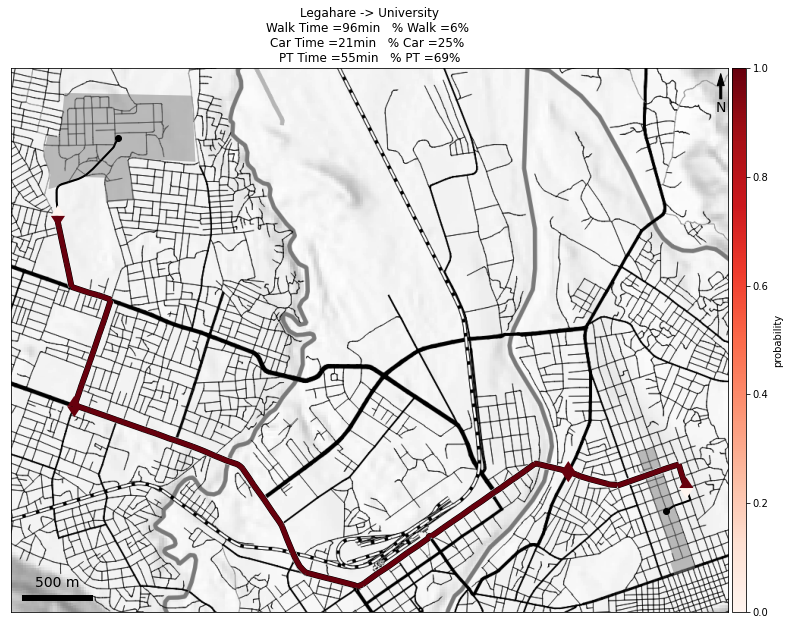 Legahare -> University
Walk Time =96min   % Walk =6%
Car Time =21min   % Car =25%
PT Time =55min   % PT =69%
N
1.0
0.8
0.6
0.4
0.2
0.0
probability
500 m